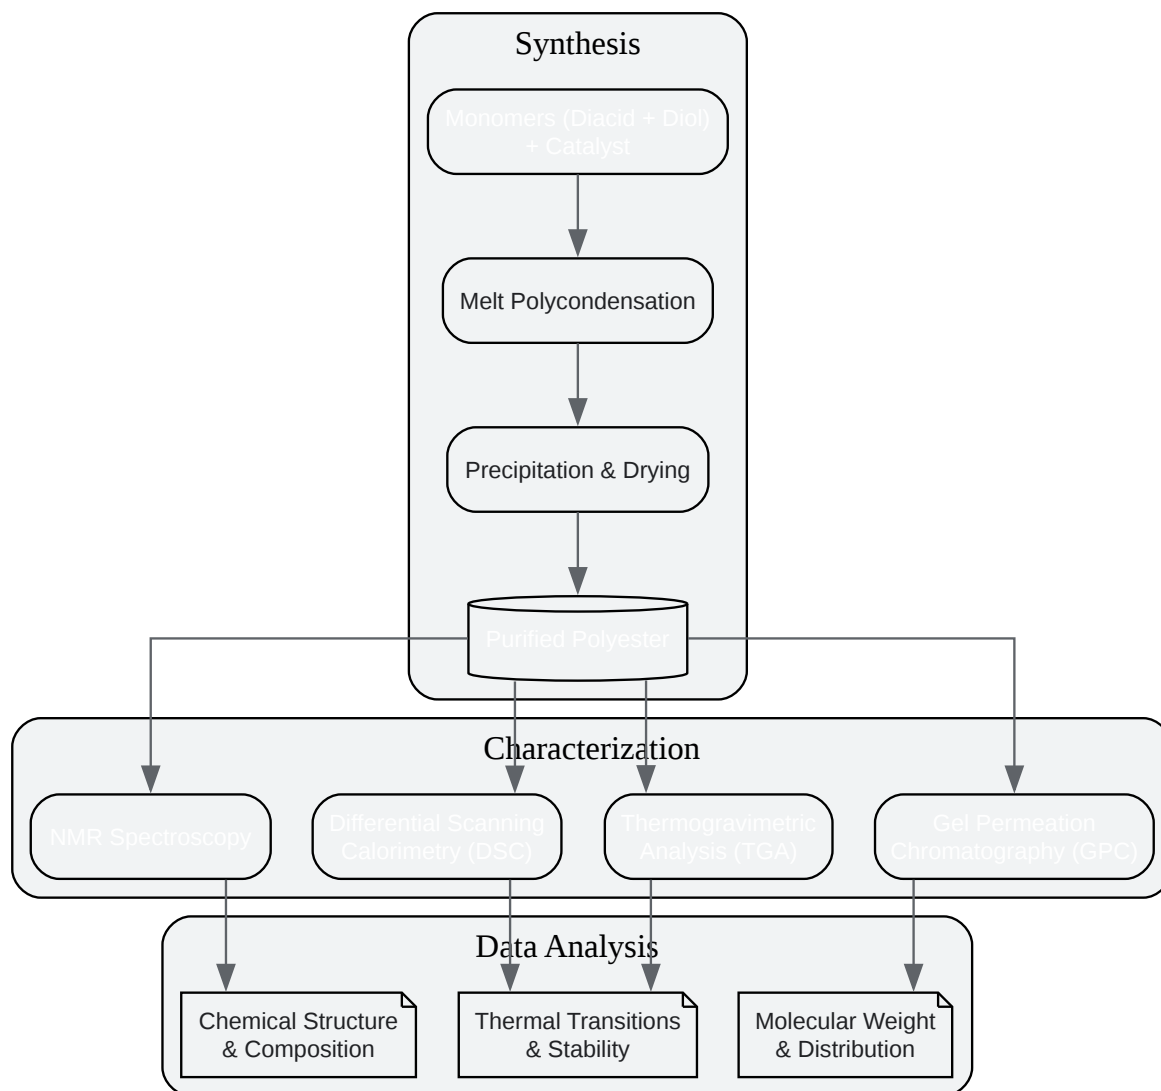 Synthesis
Monomers (Diacid + Diol)
+ Catalyst
Melt Polycondensation
Precipitation & Drying
Purified Polyester
Characterization
NMR Spectroscopy
Differential Scanning
Calorimetry (DSC)
Thermogravimetric
Analysis (TGA)
Gel Permeation
Chromatography (GPC)
Data Analysis
Chemical Structure
& Composition
Thermal Transitions
& Stability
Molecular Weight
& Distribution